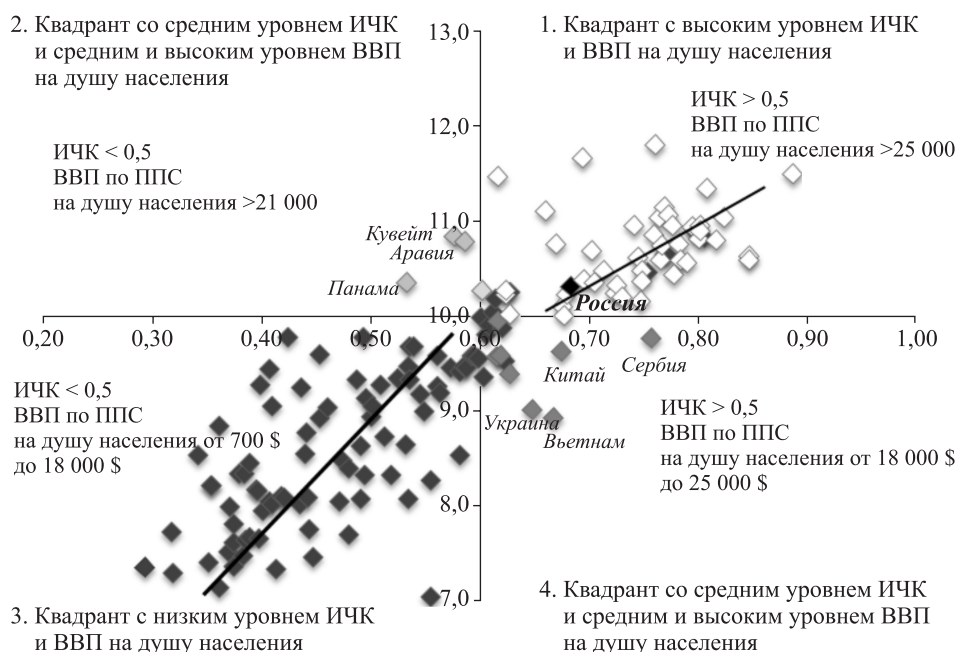 2. Квадрант со средним уровнем ИЧК
и средним и высоким уровнем ВВП
на душу населения
13,0
1. Квадрант с высоким уровнем ИЧК
и ВВП на душу населения
ИЧК > 0,5
ВВП по ППС
на душу населения >25 000
12,0
ИЧК < 0,5
ВВП по ППС
на душу населения >21 000
11,0
Кувейт
Аравия
Панама
Россия
10,0
0,20
0,30
0,40
0,50
0,60
0,70
0,80
0,90
1,00
Китай
Сербия
ИЧК < 0,5
ВВП по ППС
на душу населения от 700 $
до 18 000 $
9,0
Украина
Вьетнам
ИЧК > 0,5
ВВП по ППС
на душу населения от 18 000 $
до 25 000 $
8,0
7,0
3. Квадрант с низким уровнем ИЧК
и ВВП на душу населения
4. Квадрант со средним уровнем ИЧК
и средним и высоким уровнем ВВП
на душу населения